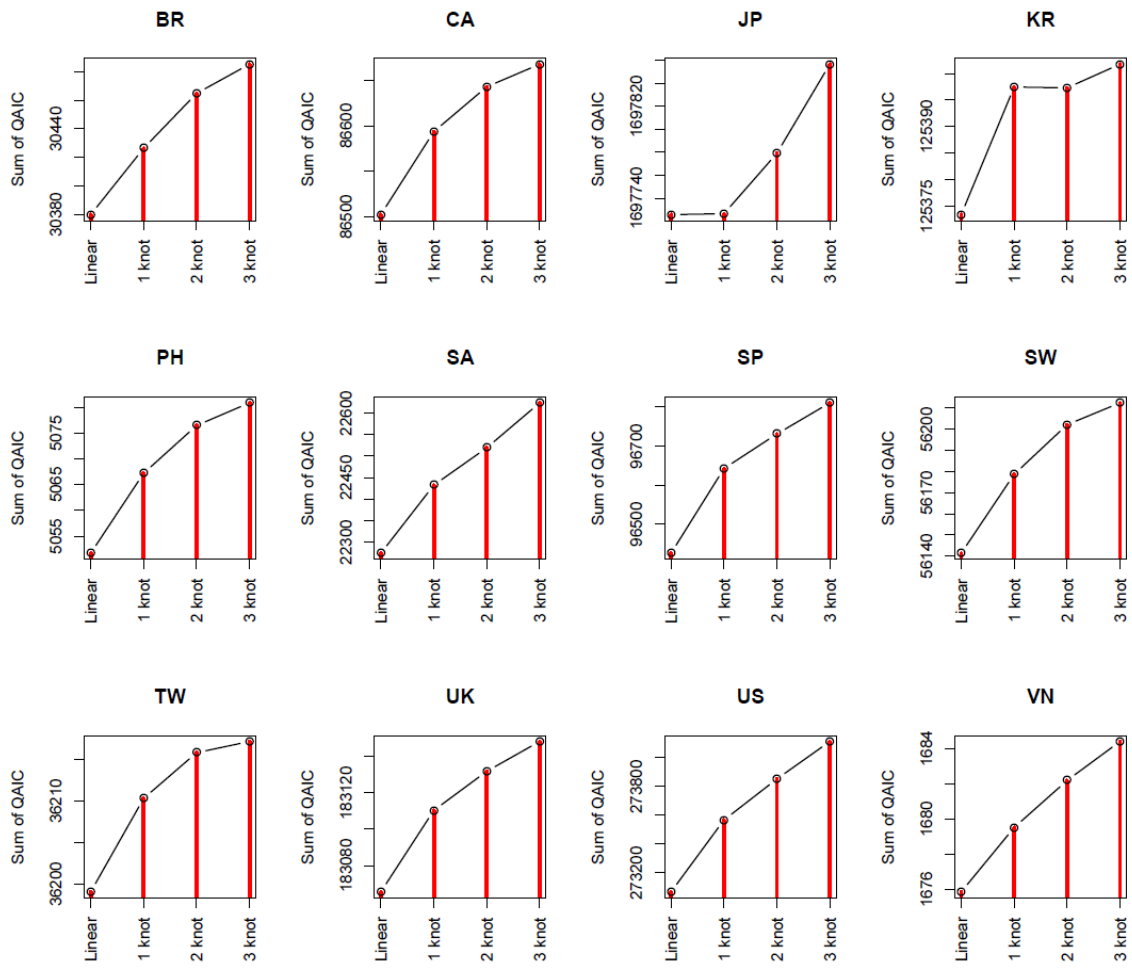 BR
CA
JP
KR
Sum of QAIC
30380
30440
Linear
1 knot
2 knot
3 knot
Sum of QAIC
86500
86600
Linear
1 knot
2 knot
3 knot
Sum of QAIC
1697740
1697820
Linear
1 knot
2 knot
3 knot
Sum of QAIC
125375
125390
Linear
1 knot
2 knot
3 knot
PH
SA
SP
SW
Sum of QAIC
5055
5065
5075
Linear
1 knot
2 knot
3 knot
Sum of QAIC
22300
22450
22600
Linear
1 knot
2 knot
3 knot
Sum of QAIC
96500
96700
Linear
1 knot
2 knot
3 knot
Sum of QAIC
56140
56170
56200
Linear
1 knot
2 knot
3 knot
TW
UK
US
VN
Sum of QAIC
36200
36210
Linear
1 knot
2 knot
3 knot
Sum of QAIC
183080
183120
Linear
1 knot
2 knot
3 knot
Sum of QAIC
273200
273800
Linear
1 knot
2 knot
3 knot
Sum of QAIC
1676
1680
1684
Linear
1 knot
2 knot
3 knot